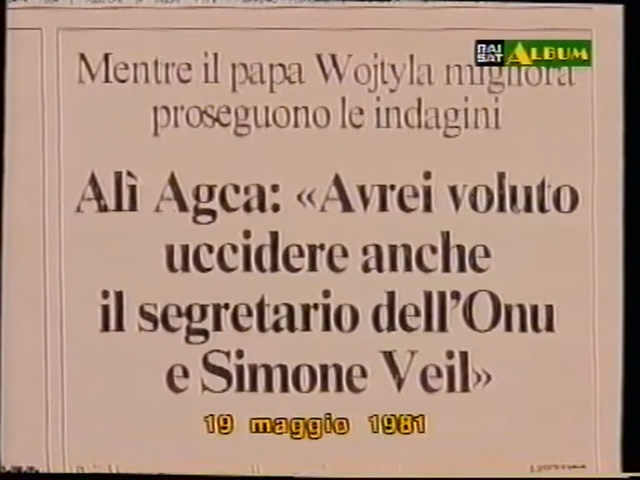 RAI
SAT ALBUM
Mentre il papa Wojtyla migliora
proseguono le indagini
Alì Agca: «Avrei voluto
uccidere anche
il segretario dell'Onu
e Simone Veil»
19 maggio 1981